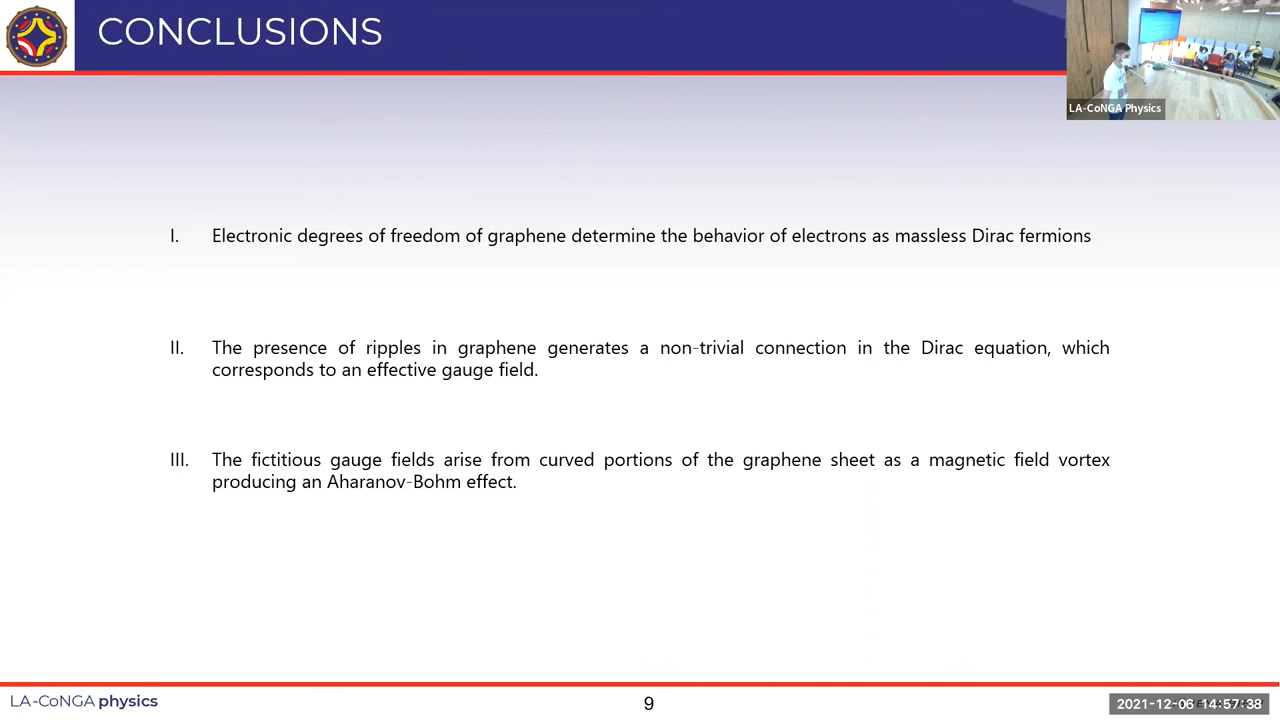 CONCLUSIONS
LA-CoNGA Physics
I. Electronic degrees of freedom of graphene determine the behavior of electrons as massless Dirac fermions
II. The presence of ripples in graphene generates a non-trivial connection in the Dirac equation, which
corresponds to an effective gauge field.
III. The fictitious gauge fields arise from curved portions of the graphene sheet as a magnetic field vortex
producing an Aharanov-Bohm effect.
LA-CoNGA physics
9
2021-12-06 14:57:38